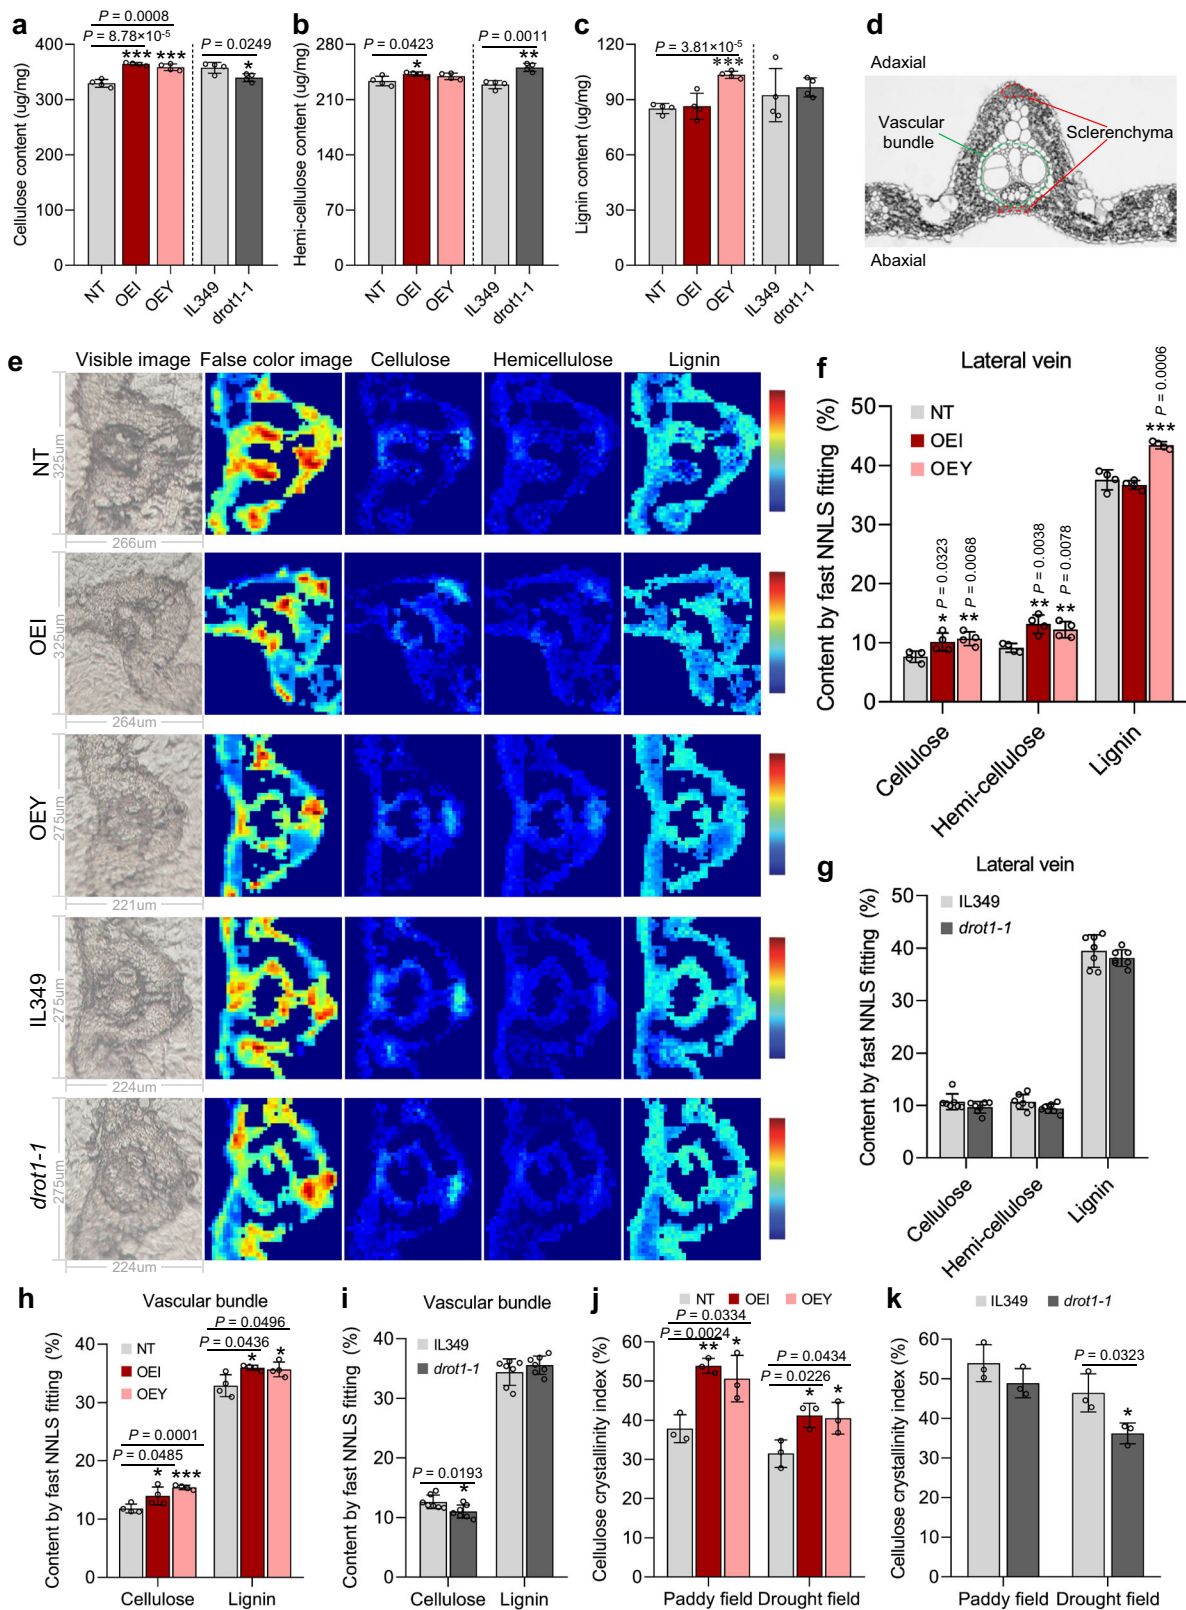 a
P = 0.0008
P = 8.78×10-5
*** ***
P = 0.0249
*
400
300
200
100
0
Cellulose content (ug/mg)
NT
OEI
OEY
IL349
drot1-1
b
P = 0.0423
*
P = 0.0011
**
280
210
140
70
0
Hemi-cellulose content (ug/mg)
NT
OEI
OEY
IL349
drot1-1
c
P = 3.81×10-5
***
120
90
60
30
0
Lignin content (ug/mg)
NT
OEI
OEY
IL349
drot1-1
d
Adaxial
Vascular
bundle
Sclerenchyma
Abaxial
e
Visible image False color image Cellulose Hemicellulose Lignin
NT
325um
266um
OEI
325um
264um
OEY
275um
221um
IL349
275um
224um
drot1-1
275um
224um
f
Lateral vein
NT
OEI
OEY
50
40
30
20
10
0
Content by fast NNLS fitting (%)
* P = 0.0323
** P = 0.0068
** P = 0.0038
** P = 0.0078
*** P = 0.0006
Cellulose
Hemi-cellulose
Lignin
g
Lateral vein
IL349
drot1-1
50
40
30
20
10
0
Content by fast NNLS fitting (%)
Cellulose
Hemi-cellulose
Lignin
h
Vascular bundle
NT
OEI
OEY
P = 0.0496
P = 0.0436
* *
P = 0.0001
P = 0.0485
* ***
40
30
20
10
0
Content by fast NNLS fitting (%)
Cellulose Lignin
i
Vascular bundle
IL349
drot1-1
P = 0.0193
*
40
30
20
10
0
Content by fast NNLS fitting (%)
Cellulose Lignin
j
NT OEI OEY
P = 0.0334
P = 0.0024
** *
P = 0.0434
P = 0.0226
* *
60
50
40
30
20
10
0
Cellulose crystallinity index (%)
Paddy field Drought field
k
IL349 drot1-1
P = 0.0323
*
60
50
40
30
20
10
0
Cellulose crystallinity index (%)
Paddy field Drought field